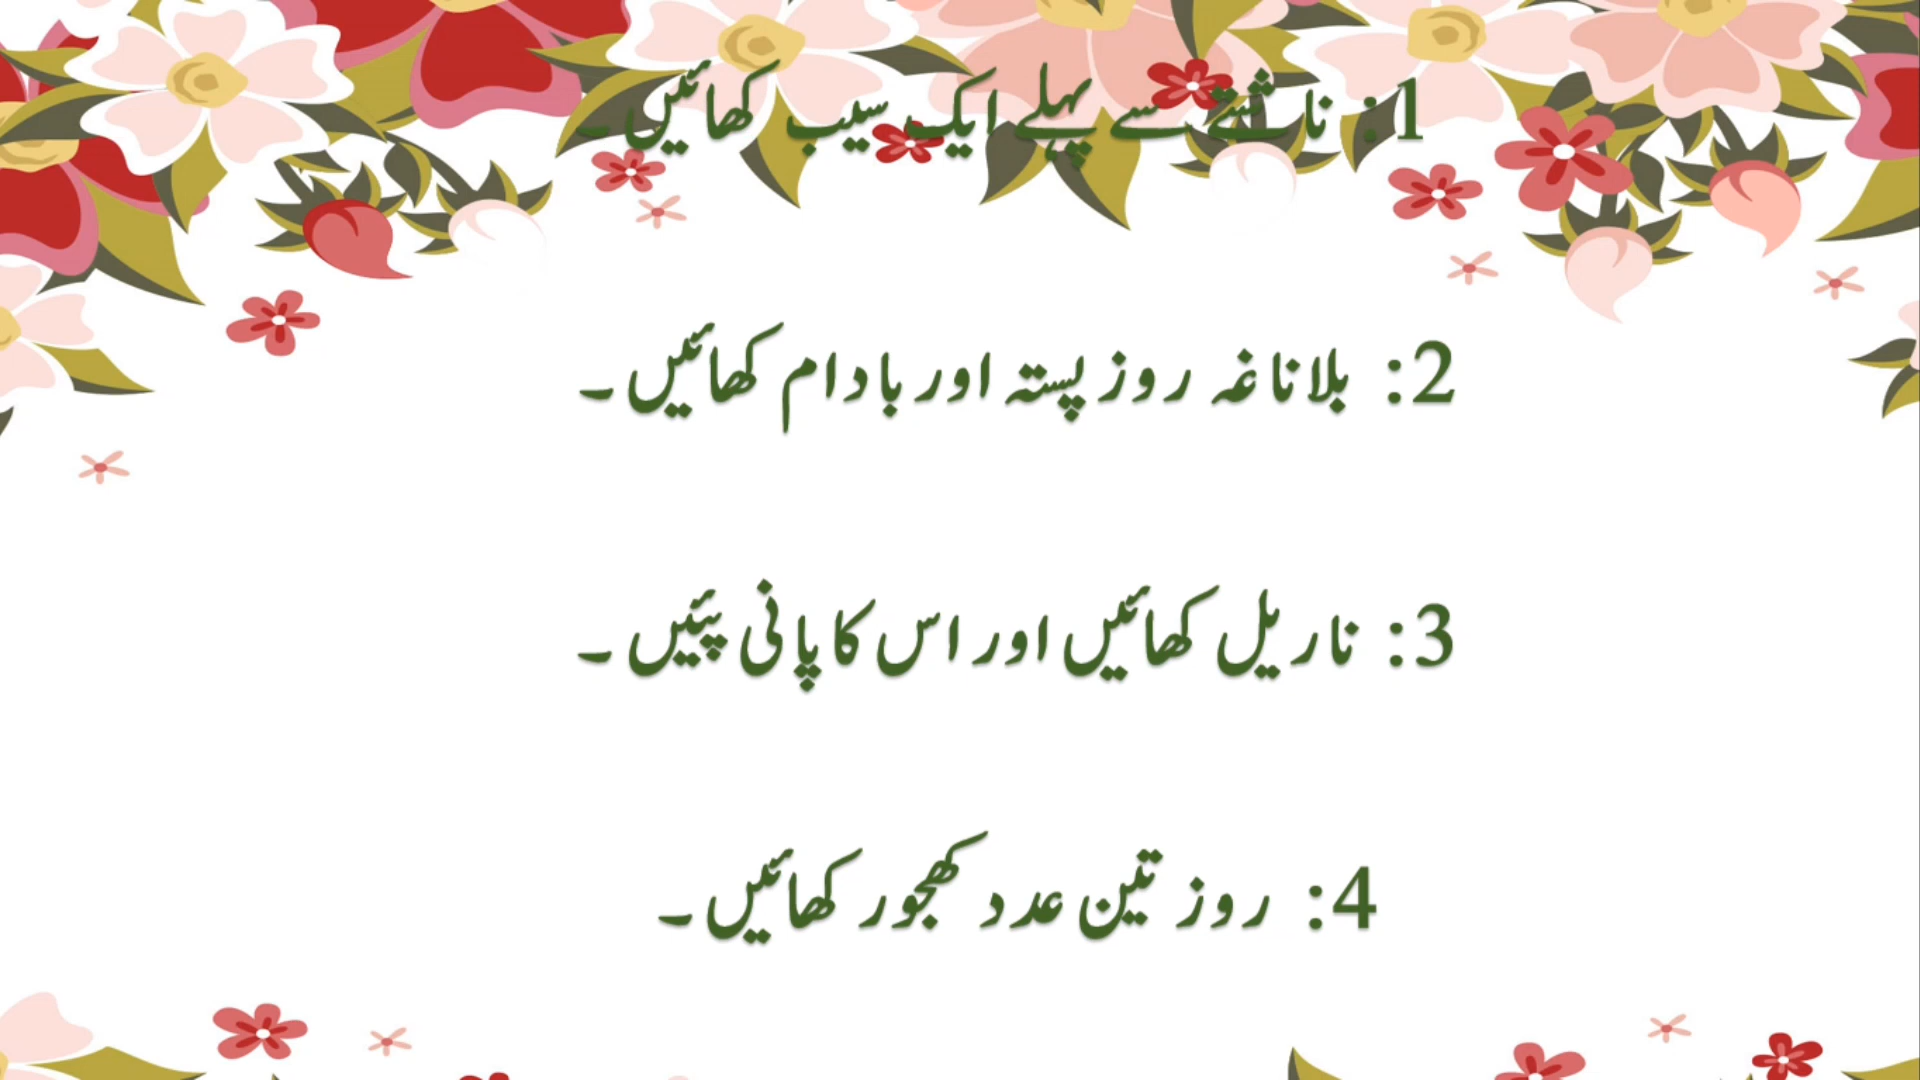 1: ناشتے سے پہلے ایک سیب کھائیں۔
2: بلاناغہ روز پستہ اور بادام کھائیں۔
3: ناریل کھائیں اور اس کا پانی پئیں۔
4: روز تین عدد کھجور کھائیں۔